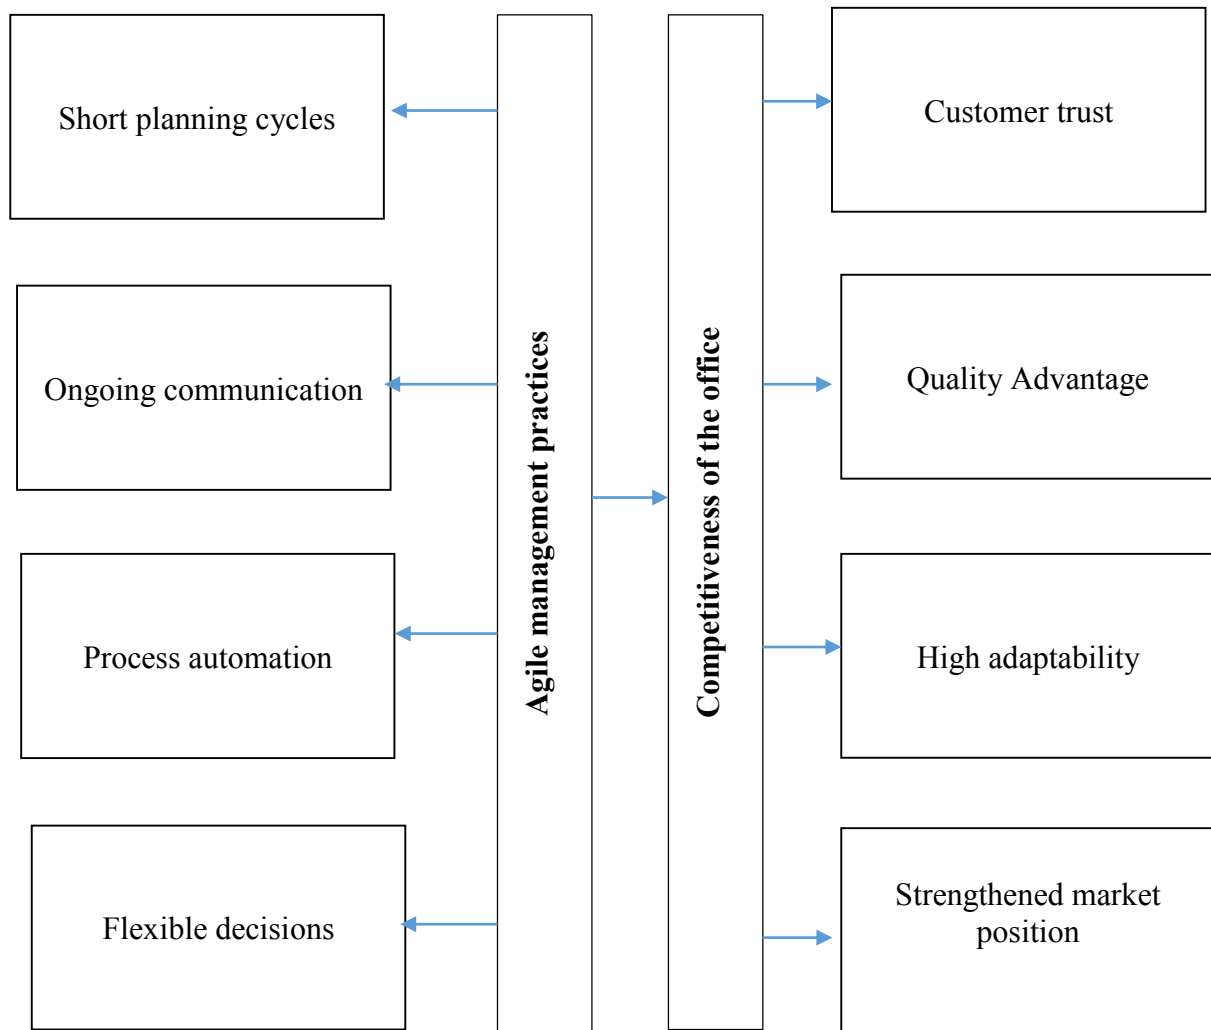 Short planning cycles
Ongoing communication
Process automation
Flexible decisions
Agile management practices
Competitiveness of the office
Customer trust
Quality Advantage
High adaptability
Strengthened market
position